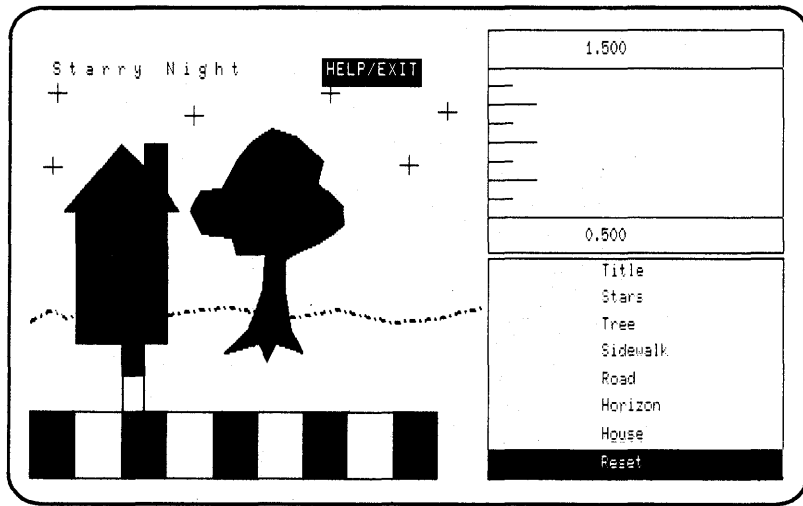 Starry Night
HELP/EXIT
1.500
0.500
Title
Stars
Tree
Sidewalk
Road
Horizon
House
Reset